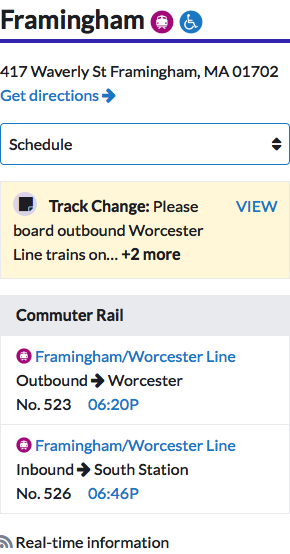 Framingham
417 Waverly St Framingham, MA 01702
Get directions
Schedule
Track Change: Please VIEW
board outbound Worcester
Line trains on... +2 more
Commuter Rail
Framingham/Worcester Line
Outbound Worcester
No. 523 06:20P
Framingham/Worcester Line
Inbound South Station
No. 526 06:46P
Real-time information